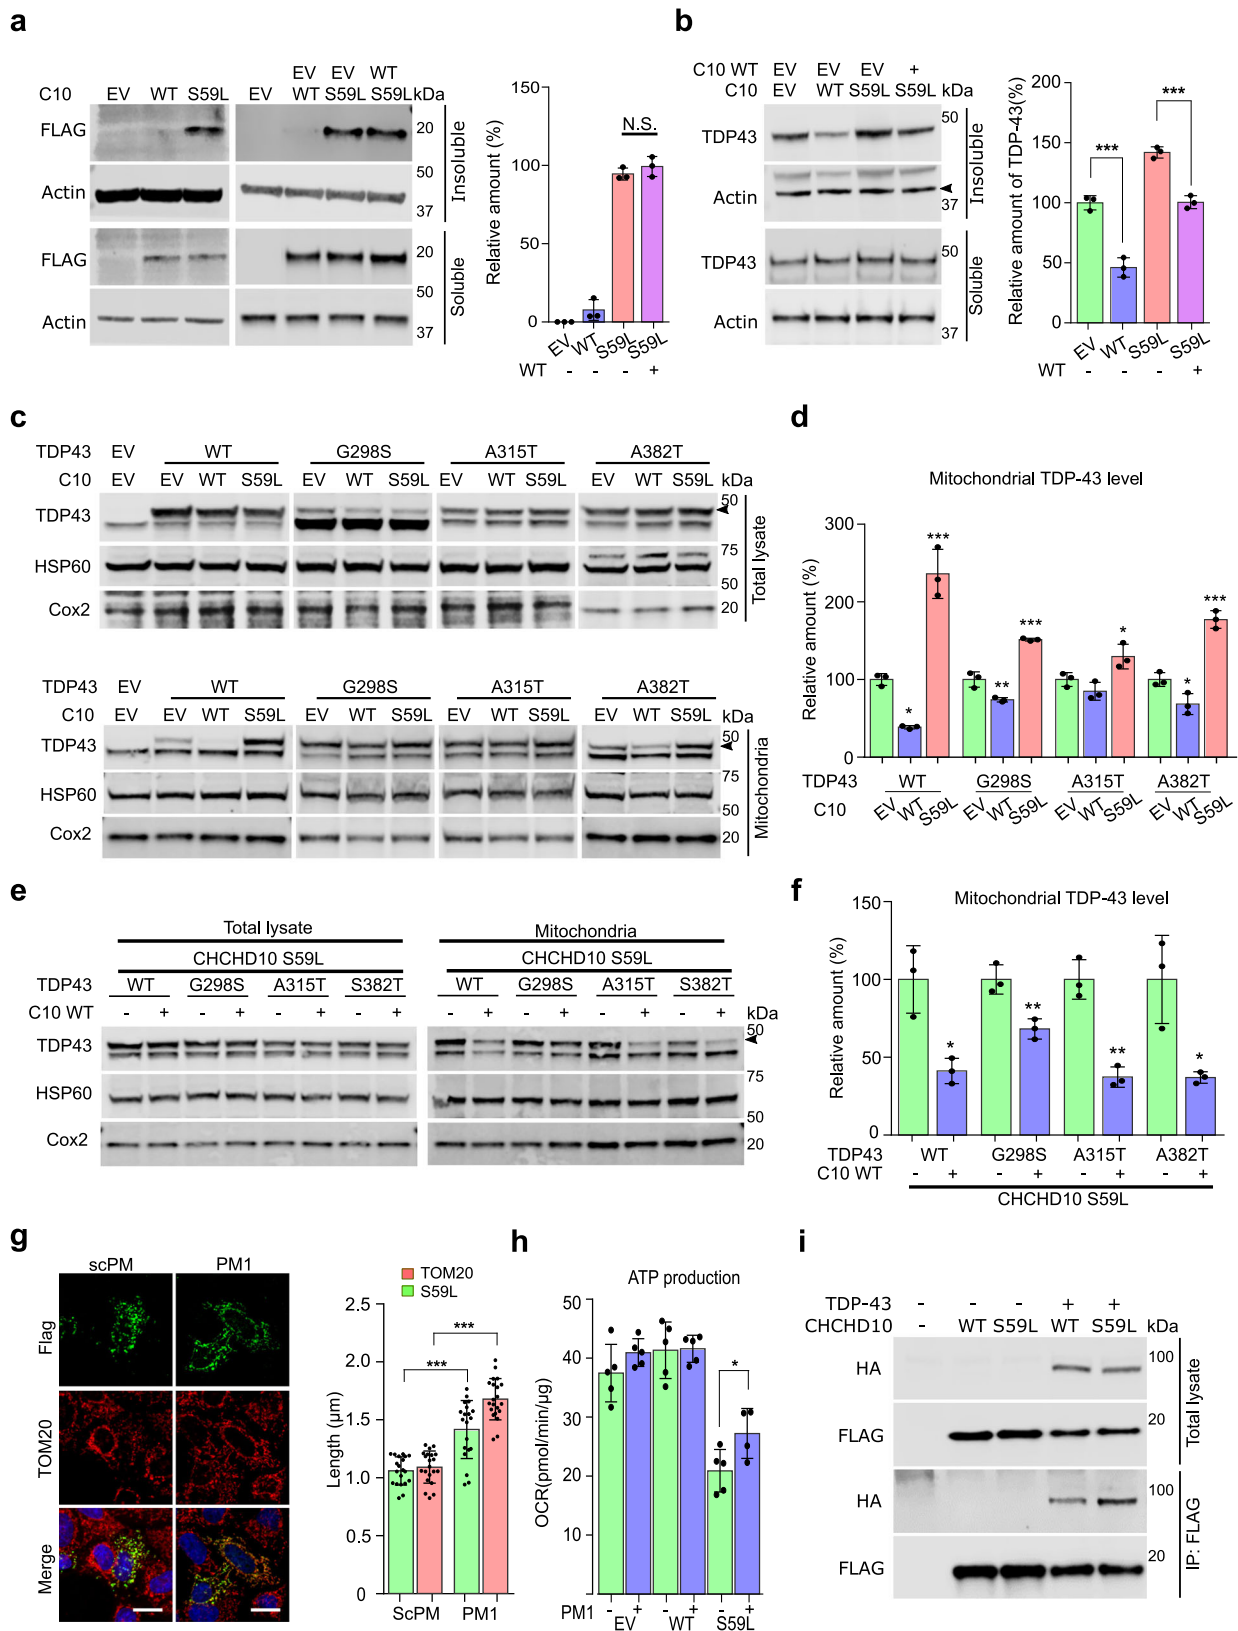 a
EV EV WT
C10 EV WT S59L EV WT S59L S59L kDa
FLAG 20
Actin 50 37
Insoluble
FLAG 20
Actin 50 37
Soluble
Relative amount (%)
150
100
50
0
N.S.
EV WT S59L S59L
WT - - - +
b
C10 WT EV EV EV +
C10 EV WT S59L S59L kDa
TDP43 50
Actin 37
Insoluble
TDP43 50
Actin 37
Soluble
Relative amount of TDP-43(%)
200
150
100
50
0
*** ***
EV WT S59L S59L
WT - - - +
c
TDP43 EV WT G298S A315T A382T
C10 EV EV WT S59L EV WT S59L EV WT S59L EV WT S59L kDa
TDP43 50
HSP60 75 50
Cox2 20
Total lysate
TDP43 EV WT G298S A315T A382T
C10 EV EV WT S59L EV WT S59L EV WT S59L EV WT S59L kDa
TDP43 50
HSP60 75 50
Cox2 20
Mitochondria
d
Mitochondrial TDP-43 level
Relative amount (%)
300
200
100
0
* *** ** *** * * ***
TDP43 WT G298S A315T A382T
C10 EV WT S59L EV WT S59L EV WT S59L EV WT S59L
e
Total lysate Mitochondria
CHCHD10 S59L CHCHD10 S59L
TDP43 WT G298S A315T S382T WT G298S A315T S382T
C10 WT - + - + - + - + - + - + - + - + kDa
TDP43 50
HSP60 75 50
Cox2 20
f
Mitochondrial TDP-43 level
Relative amount (%)
150
100
50
0
* ** ** *
TDP43 WT G298S A315T A382T
C10 WT - + - + - + - +
CHCHD10 S59L
g
scPM PM1
Flag
TOM20
Merge
TOM20
S59L
Length (µm)
2.5
2.0
1.5
1.0
0.5
0
*** ***
ScPM PM1
h
ATP production
OCR(pmol/min/µg)
50
40
30
20
10
*
PM1 - + - + - +
EV WT S59L
i
TDP-43 - - - + +
CHCHD10 - WT S59L WT S59L kDa
HA 100
FLAG 20
Total lysate
HA 100
FLAG 20
IP: FLAG